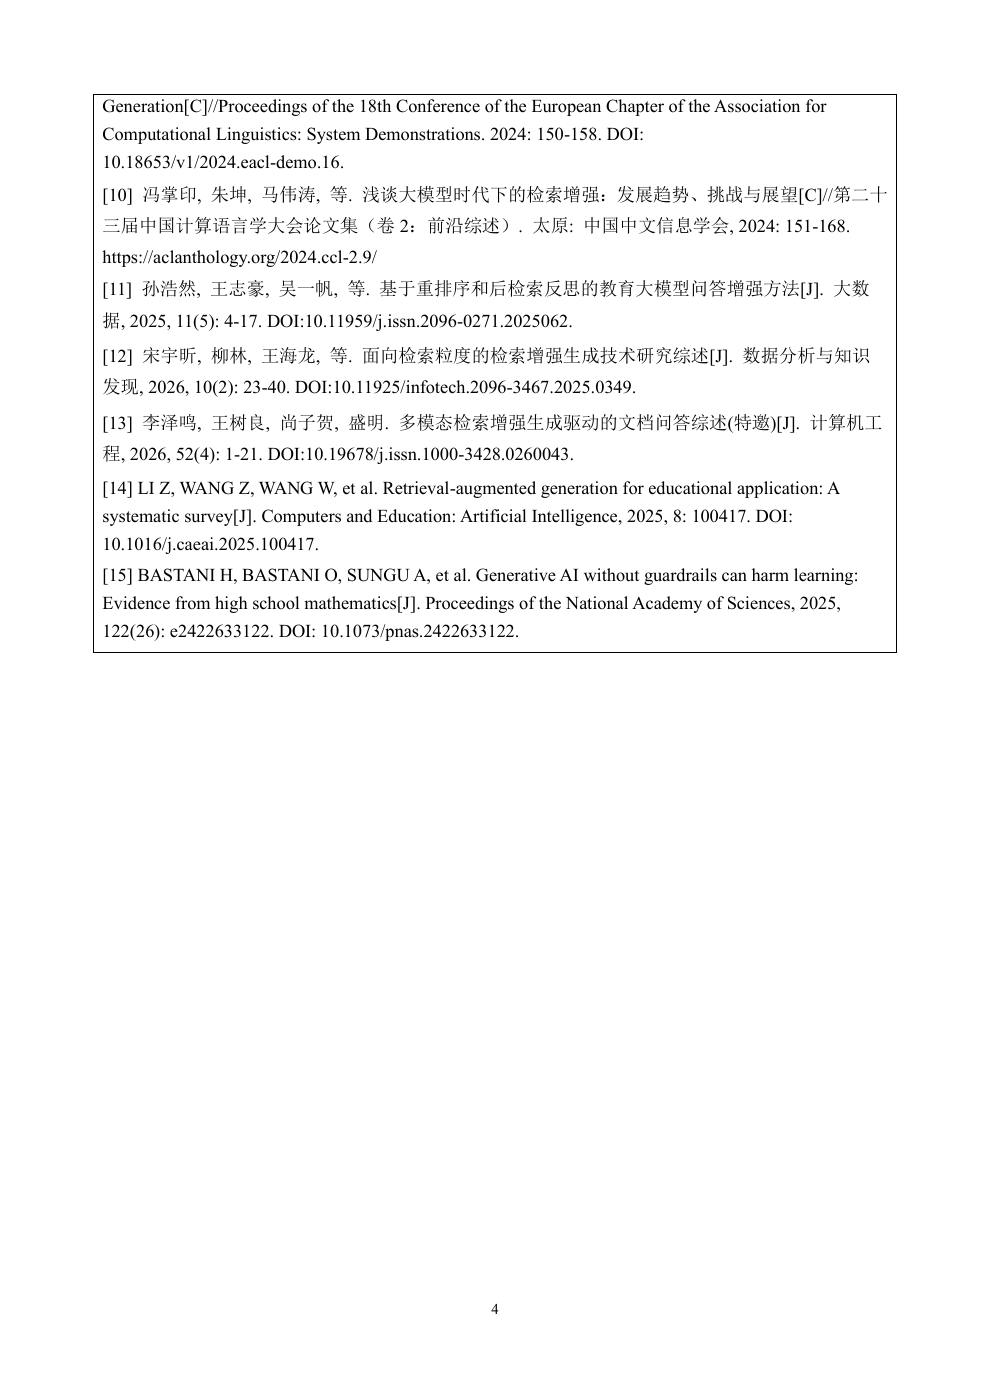 Generation[C]//Proceedings of the 18th Conference of the European Chapter of the Association for
Computational Linguistics: System Demonstrations. 2024: 150-158. DOI:
10.18653/v1/2024.eacl-demo.16.
[10] 冯掌印, 朱坤, 马伟涛, 等. 浅谈大模型时代下的检索增强：发展趋势、挑战与展望[C]//第二十
三届中国计算语言学大会论文集（卷 2：前沿综述）. 太原: 中国中文信息学会, 2024: 151-168.
https://aclanthology.org/2024.ccl-2.9/
[11] 孙浩然, 王志豪, 吴一帆, 等. 基于重排序和后检索反思的教育大模型问答增强方法[J]. 大数
据, 2025, 11(5): 4-17. DOI:10.11959/j.issn.2096-0271.2025062.
[12] 宋宇昕, 柳林, 王海龙, 等. 面向检索粒度的检索增强生成技术研究综述[J]. 数据分析与知识
发现, 2026, 10(2): 23-40. DOI:10.11925/infotech.2096-3467.2025.0349.
[13] 李泽鸣, 王树良, 尚子贺, 盛明. 多模态检索增强生成驱动的文档问答综述(特邀)[J]. 计算机工
程, 2026, 52(4): 1-21. DOI:10.19678/j.issn.1000-3428.0260043.
[14] LI Z, WANG Z, WANG W, et al. Retrieval-augmented generation for educational application: A
systematic survey[J]. Computers and Education: Artificial Intelligence, 2025, 8: 100417. DOI:
10.1016/j.caeai.2025.100417.
[15] BASTANI H, BASTANI O, SUNGU A, et al. Generative AI without guardrails can harm learning:
Evidence from high school mathematics[J]. Proceedings of the National Academy of Sciences, 2025,
122(26): e2422633122. DOI: 10.1073/pnas.2422633122.
4